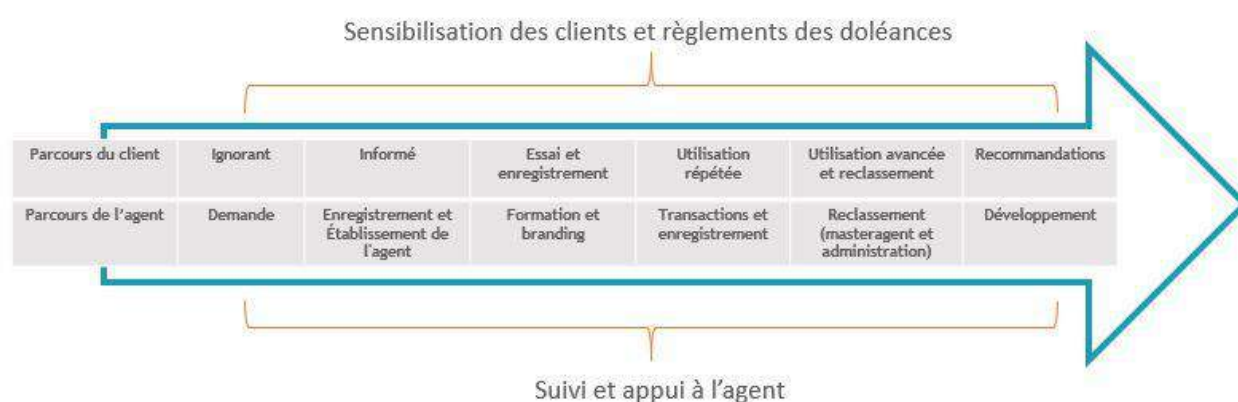 Sensibilisation des clients et règlements des doléances
Parcours du client
Ignorant
Informé
Essai et
enregistrement
Utilisation
répétée
Utilisation avancée
et reclassement
Recommandations
Parcours de l'agent
Demande
Enregistrement et
Établissement de
l'agent
Formation et
branding
Transactions et
enregistrement
Reclassement
(masteragent et
administration)
Développement
Suivi et appui à l'agent